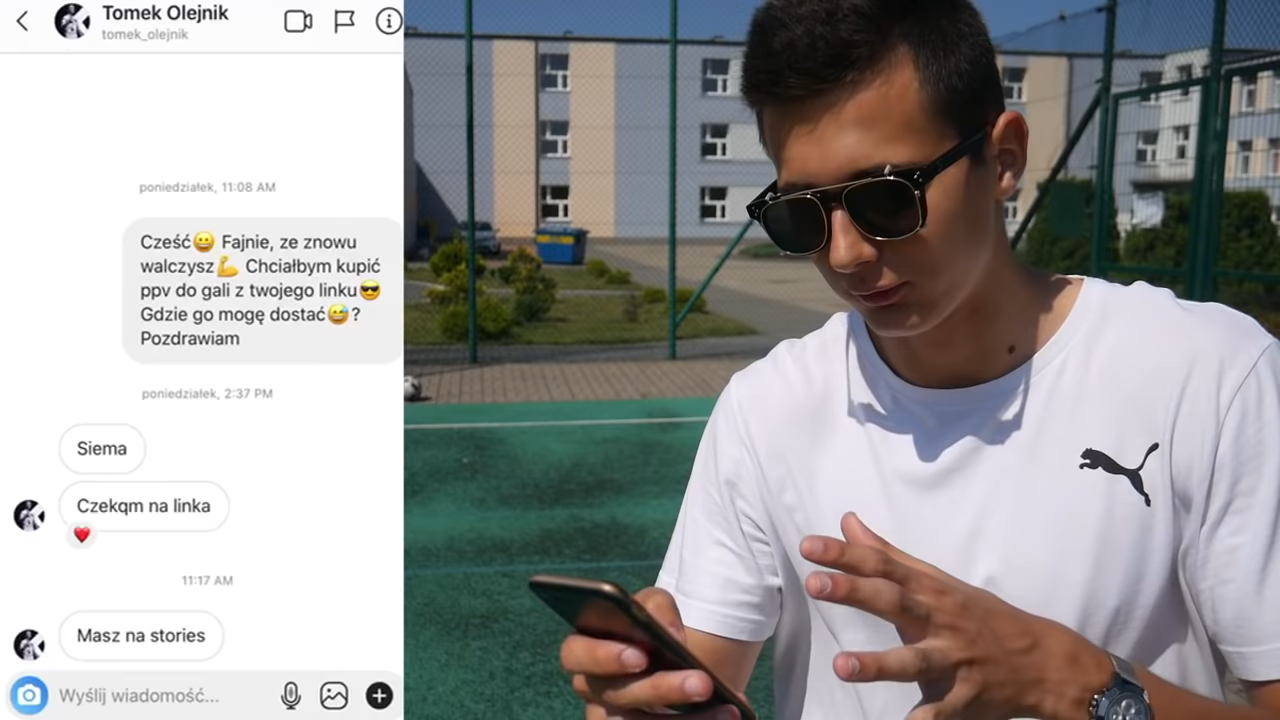 Tomek Olejnik
tomek_olejnik
poniedziałek, 11:08 AM
Cześć😀 Fajnie, ze znowu
walczysz💪 Chciałbym kupić
ppv do gali z twojego linku😎
Gdzie go mogę dostać😅?
Pozdrawiam
poniedziałek, 2:37 PM
Siema
Czekqm na linka
❤️
11:17 AM
Masz na stories
Wyślij wiadomość...